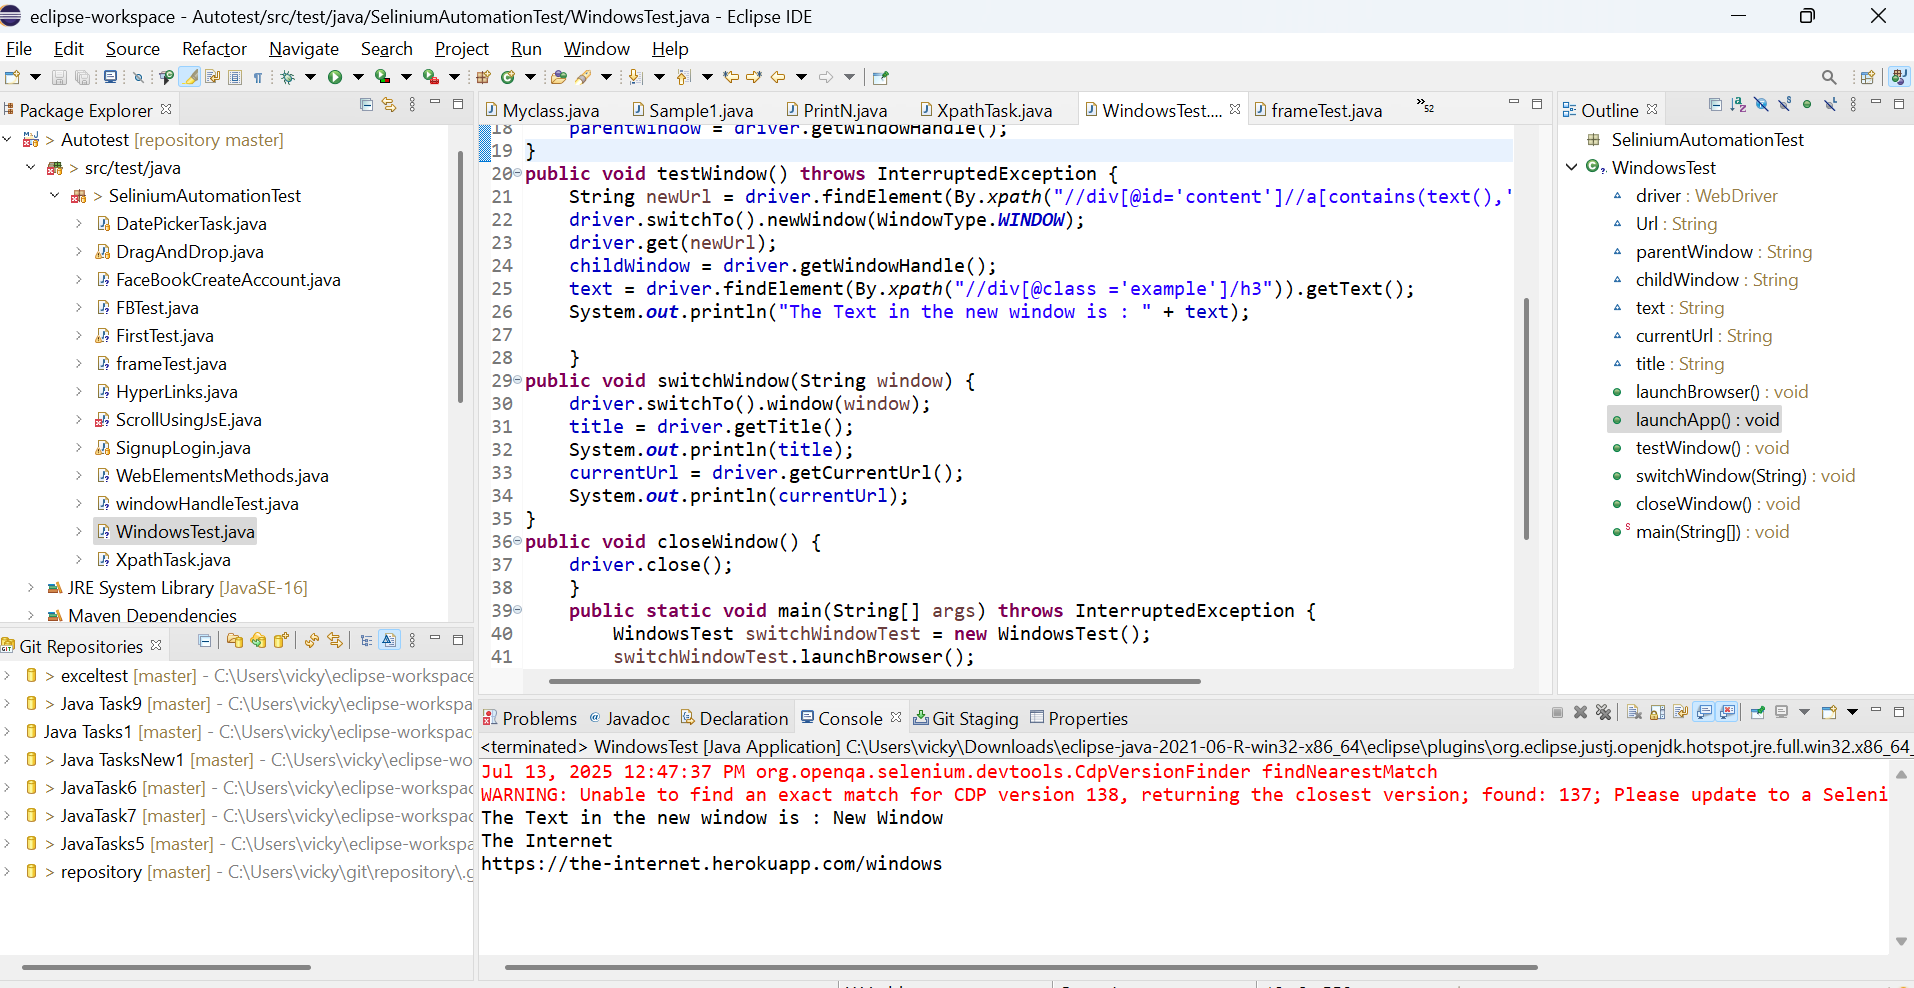 eclipse-workspace - Autotest/src/test/java/SeliniumAutomationTest/WindowsTest.java - Eclipse IDE
File Edit Source Refactor Navigate Search Project Run Window Help
Package Explorer
Autotest [repository master]
src/test/java
SeliniumAutomationTest
DatePickerTask.java
DragAndDrop.java
FaceBookCreateAccount.java
FBTest.java
FirstTest.java
frameTest.java
HyperLinks.java
ScrollUsingJsE.java
SignupLogin.java
WebElementsMethods.java
windowHandleTest.java
WindowsTest.java
XpathTask.java
JRE System Library [JavaSE-16]
Maven Dependencies
Git Repositories
> exceltest [master] - C:\Users\vicky\eclipse-workspace
> Java Task9 [master] - C:\Users\vicky\eclipse-workspa
Java Tasks1 [master] - C:\Users\vicky\eclipse-workspac
> Java TasksNew1 [master] - C:\Users\vicky\eclipse-wo
> JavaTask6 [master] - C:\Users\vicky\eclipse-workspac
> JavaTask7 [master] - C:\Users\vicky\eclipse-workspac
> JavaTasks5 [master] - C:\Users\vicky\eclipse-workspa
> repository [master] - C:\Users\vicky\git\repository\.g
Myclass.java Sample1.java PrintN.java XpathTask.java WindowsTest.... frameTest.java »52
18 parentWindow = driver.getWindowHandle();
19 }
20 public void testWindow() throws InterruptedException {
21 String newUrl = driver.findElement(By.xpath("//div[@id='content']//a[contains(text(),'
22 driver.switchTo().newWindow(WindowType.WINDOW);
23 driver.get(newUrl);
24 childWindow = driver.getWindowHandle();
25 text = driver.findElement(By.xpath("//div[@class ='example']/h3")).getText();
26 System.out.println("The Text in the new window is : " + text);
27
28 }
29 public void switchWindow(String window) {
30 driver.switchTo().window(window);
31 title = driver.getTitle();
32 System.out.println(title);
33 currentUrl = driver.getCurrentUrl();
34 System.out.println(currentUrl);
35 }
36 public void closeWindow() {
37 driver.close();
38 }
39 public static void main(String[] args) throws InterruptedException {
40 WindowsTest switchWindowTest = new WindowsTest();
41 switchWindowTest.launchBrowser();
Outline
SeliniumAutomationTest
WindowsTest
driver : WebDriver
Url : String
parentWindow : String
childWindow : String
text : String
currentUrl : String
title : String
launchBrowser() : void
launchApp() : void
testWindow() : void
switchWindow(String) : void
closeWindow() : void
main(String[]) : void
Problems Javadoc Declaration Console Git Staging Properties
<terminated> WindowsTest [Java Application] C:\Users\vicky\Downloads\eclipse-java-2021-06-R-win32-x86_64\eclipse\plugins\org.eclipse.justj.openjdk.hotspot.jre.full.win32.x86_64_
Jul 13, 2025 12:47:37 PM org.openqa.selenium.devtools.CdpVersionFinder findNearestMatch
WARNING: Unable to find an exact match for CDP version 138, returning the closest version; found: 137; Please update to a Seleni
The Text in the new window is : New Window
The Internet
https://the-internet.herokuapp.com/windows